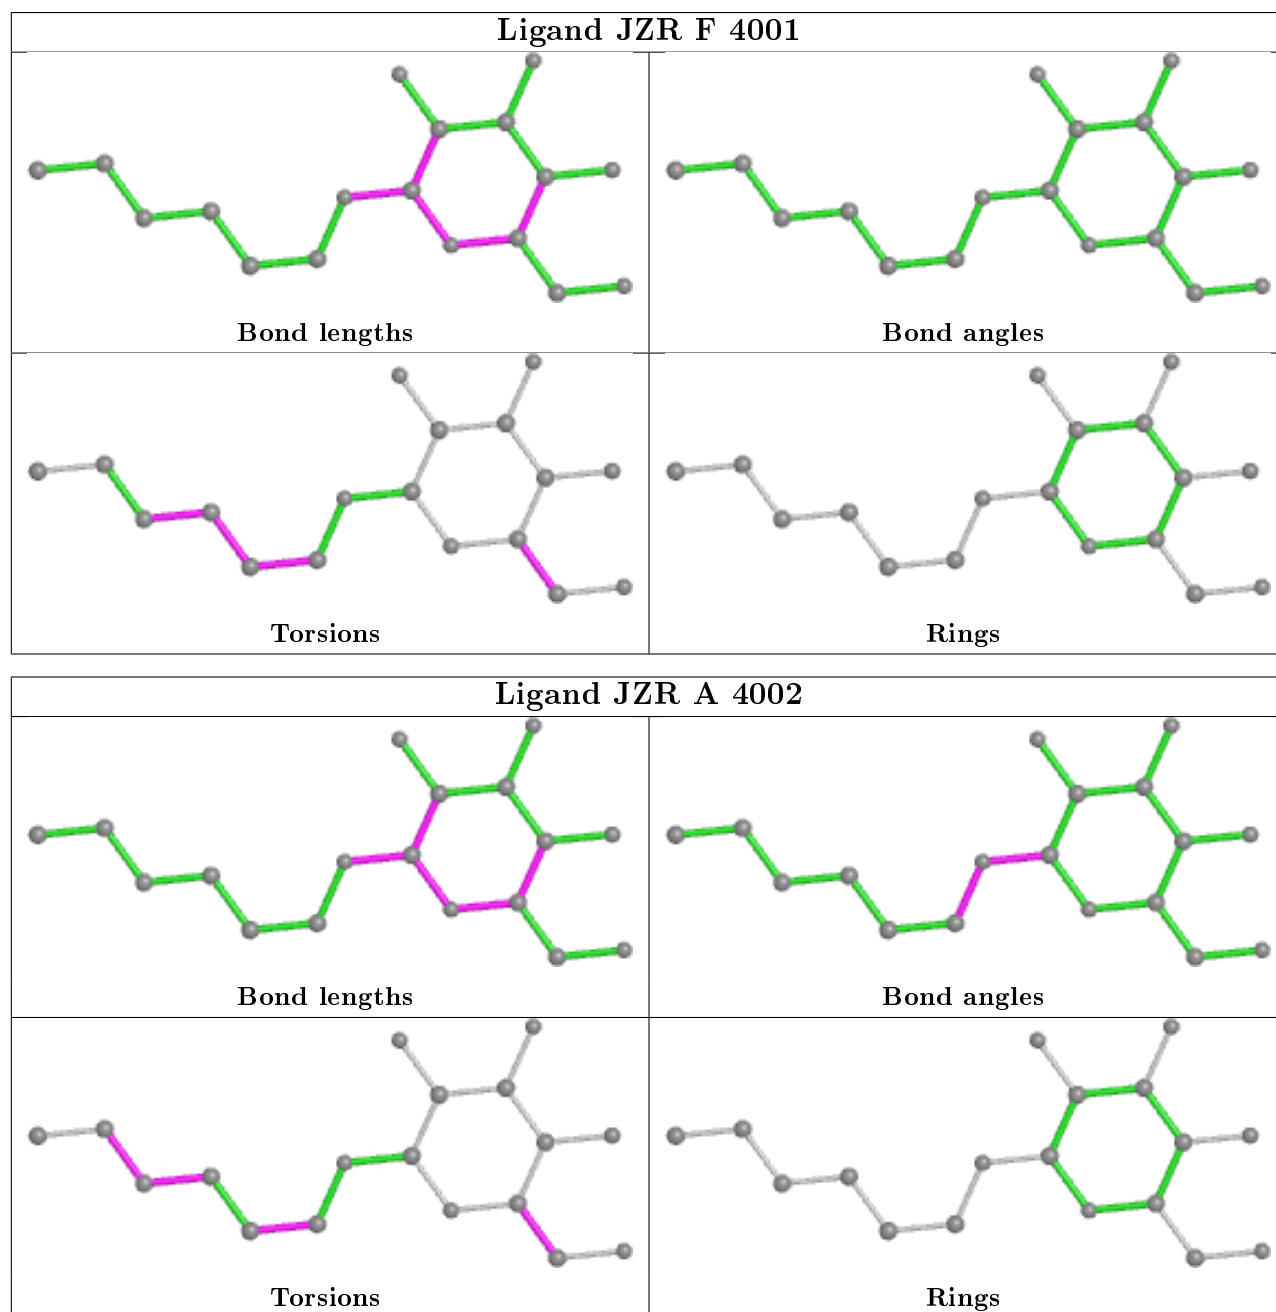 Ligand JZR F 4001
Bond lengths
Bond angles
Torsions
Rings
Ligand JZR A 4002
Bond lengths
Bond angles
Torsions
Rings